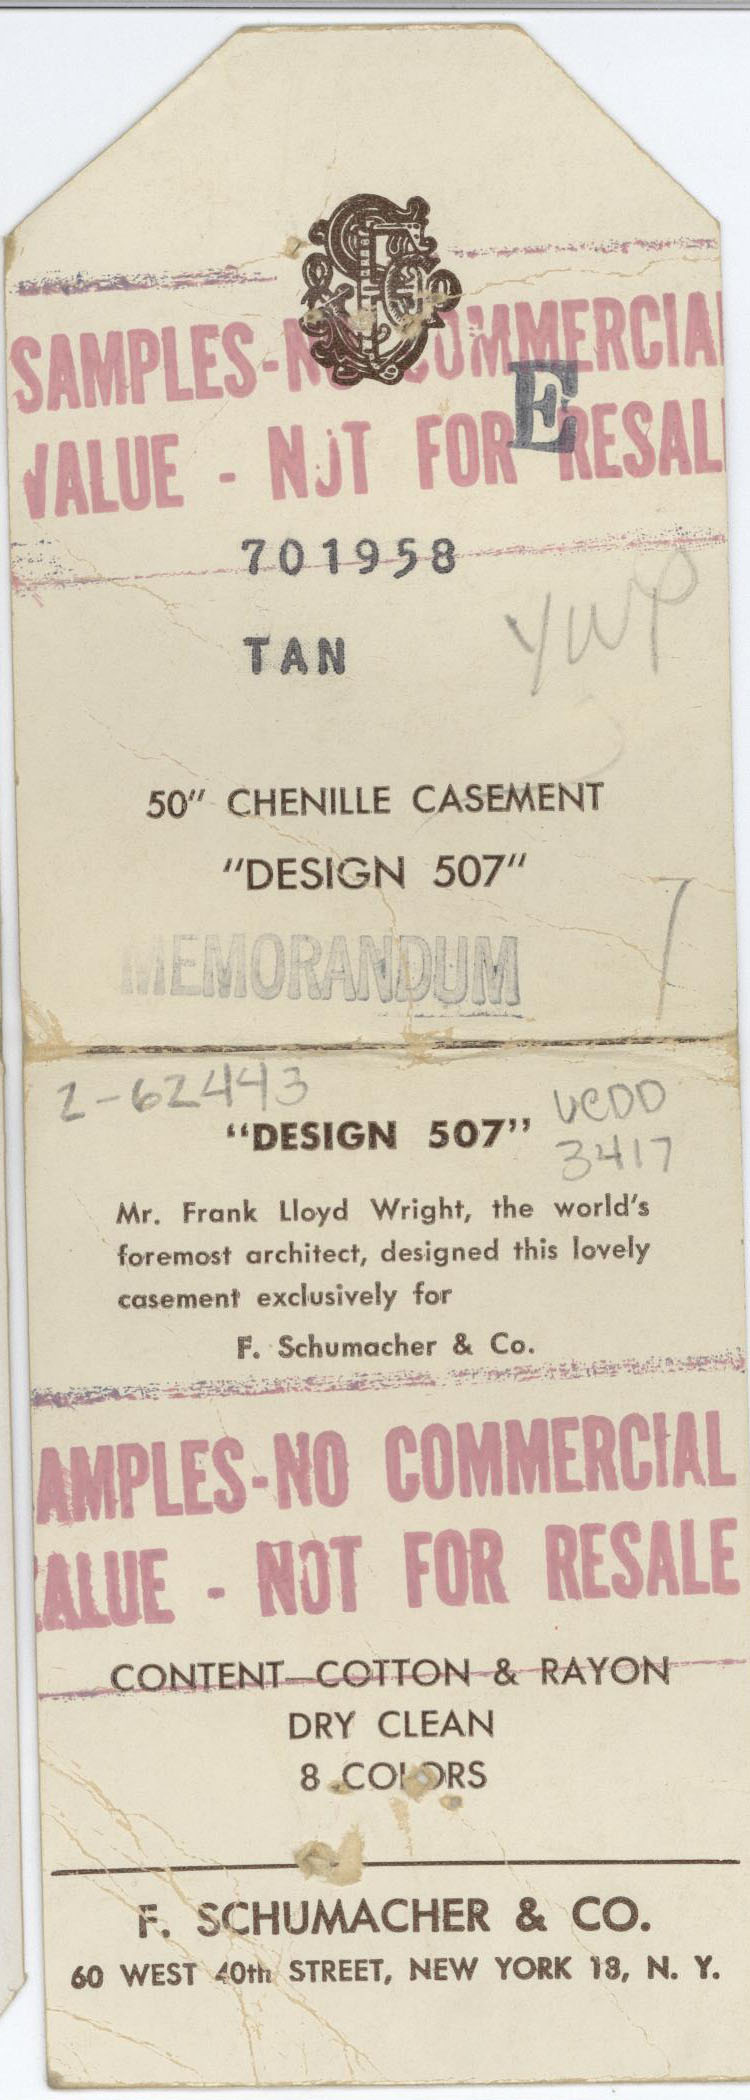 SAMPLES-NO COMMERCIAL
E
VALUE - NOT FOR RESAL
701958
TAN
YWP
50" CHENILLE CASEMENT
"DESIGN 507"
MEMORANDUM
2-62443
UCDD
3417
"DESIGN 507"
Mr. Frank Lloyd Wright, the world's
foremost architect, designed this lovely
casement exclusively for
F. Schumacher & Co.
AMPLES-NO COMMERCIAL
ALUE - NOT FOR RESALE
CONTENT—COTTON & RAYON
DRY CLEAN
8 COLORS
F. SCHUMACHER & CO.
60 WEST 40th STREET, NEW YORK 18, N. Y.